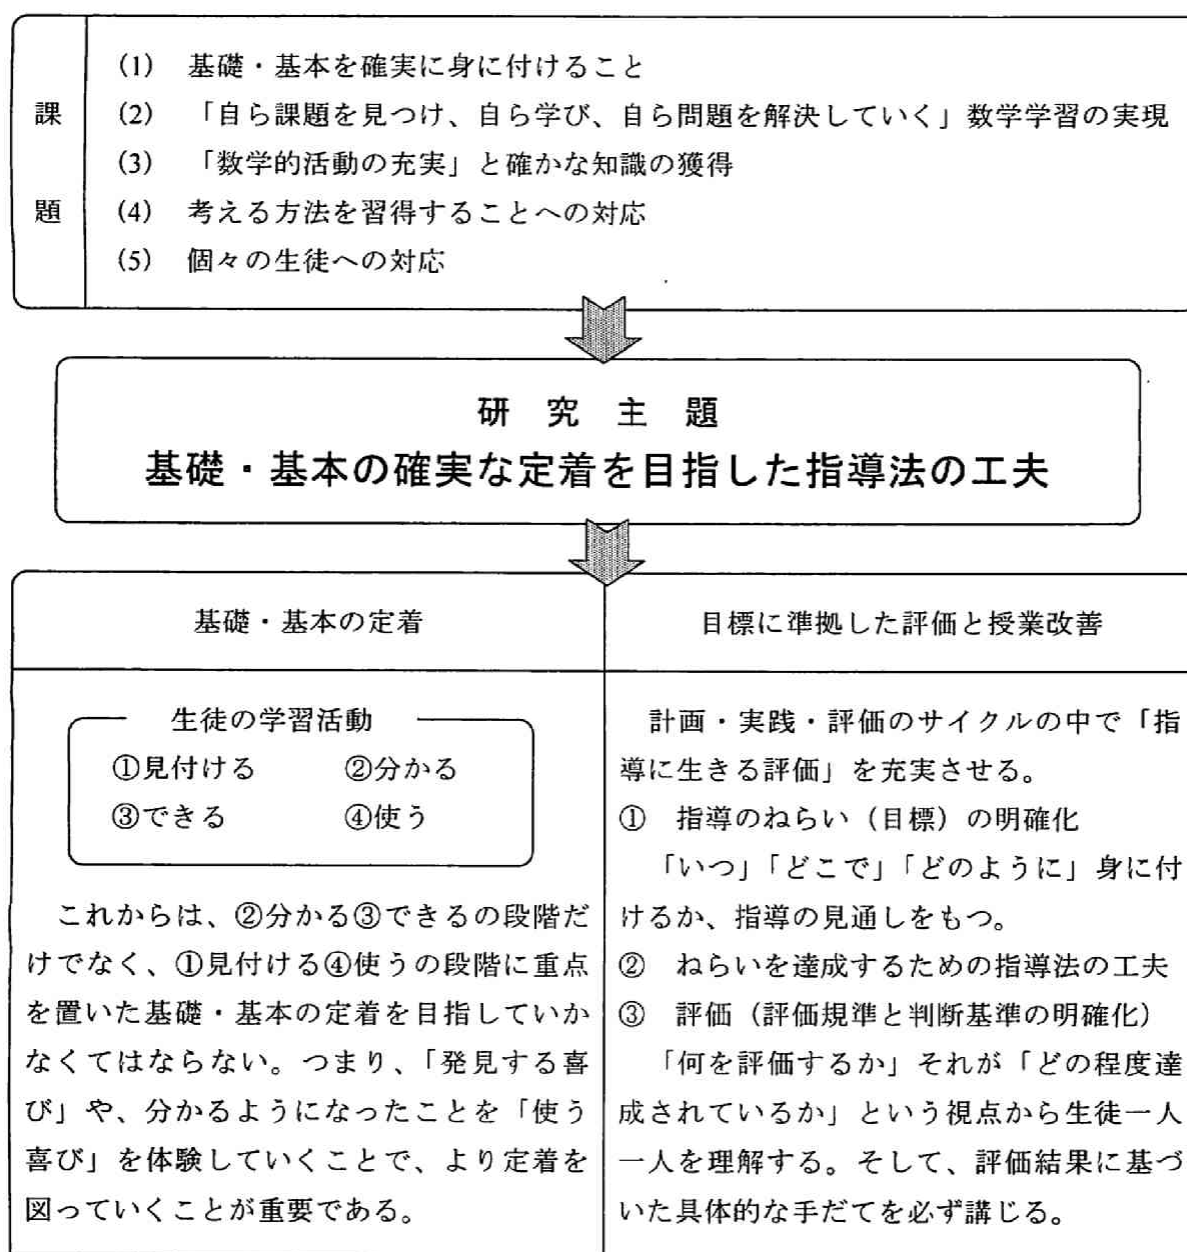 課題
(1) 基礎・基本を確実に身に付けること
(2) 「自ら課題を見つけ、自ら学び、自ら問題を解決していく」数学学習の実現
(3) 「数学的活動の充実」と確かな知識の獲得
(4) 考える方法を習得することへの対応
(5) 個々の生徒への対応
研究主題
基礎・基本の確実な定着を目指した指導法の工夫
基礎・基本の定着
生徒の学習活動
①見付ける ②分かる
③できる ④使う
これからは、②分かる③できるの段階だ
けでなく、①見付ける④使うの段階に重点
を置いた基礎・基本の定着を目指していか
なくてはならない。つまり、「発見する喜
び」や、分かるようになったことを「使う
喜び」を体験していくことで、より定着を
図っていくことが重要である。
目標に準拠した評価と授業改善
計画・実践・評価のサイクルの中で「指
導に生きる評価」を充実させる。
① 指導のねらい（目標）の明確化
「いつ」「どこで」「どのように」身に付
けるか、指導の見通しをもつ。
② ねらいを達成するための指導法の工夫
③ 評価（評価規準と判断基準の明確化）
「何を評価するか」それが「どの程度達
成されているか」という視点から生徒一人
一人を理解する。そして、評価結果に基づ
いた具体的な手だてを必ず講じる。